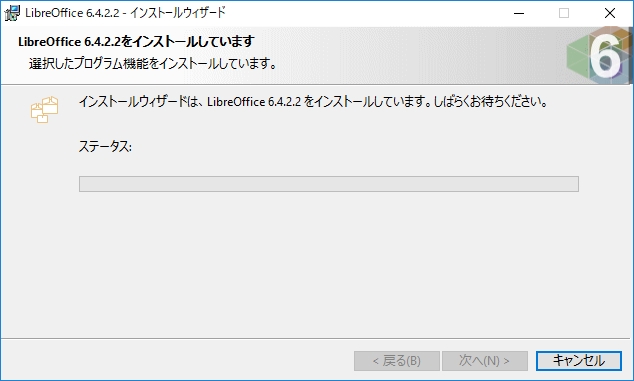 LibreOffice 6.4.2.2 - インストールウィザード
LibreOffice 6.4.2.2をインストールしています
選択したプログラム機能をインストールしています。
6
インストールウィザードは、LibreOffice 6.4.2.2 をインストールしています。しばらくお待ちください。
ステータス:
< 戻る(B)
次へ(N) >
キャンセル